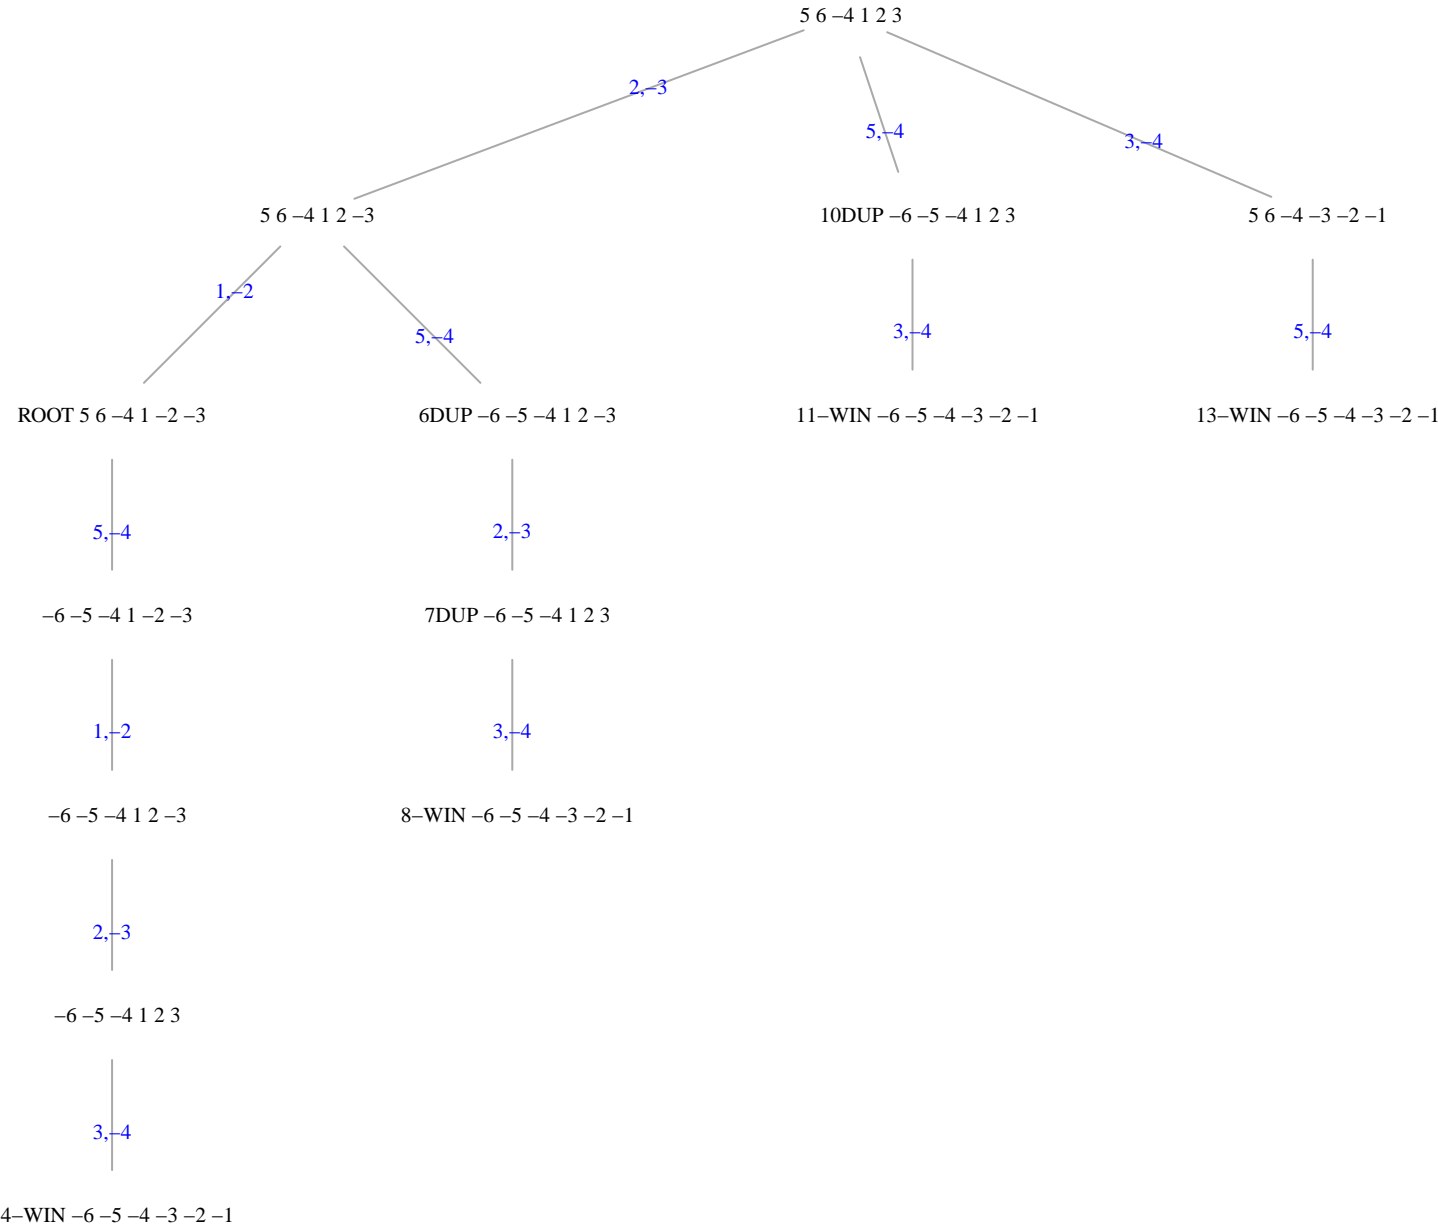 5 6 –4 1 2 3
2,–3
5,–4
3,–4
5 6 –4 1 2 –3
10DUP –6 –5 –4 1 2 3
5 6 –4 –3 –2 –1
1,–2
5,–4
3,–4
5,–4
ROOT 5 6 –4 1 –2 –3
6DUP –6 –5 –4 1 2 –3
11–WIN –6 –5 –4 –3 –2 –1
13–WIN –6 –5 –4 –3 –2 –1
5,–4
2,–3
–6 –5 –4 1 –2 –3
7DUP –6 –5 –4 1 2 3
1,–2
3,–4
–6 –5 –4 1 2 –3
8–WIN –6 –5 –4 –3 –2 –1
2,–3
–6 –5 –4 1 2 3
3,–4
4–WIN –6 –5 –4 –3 –2 –1